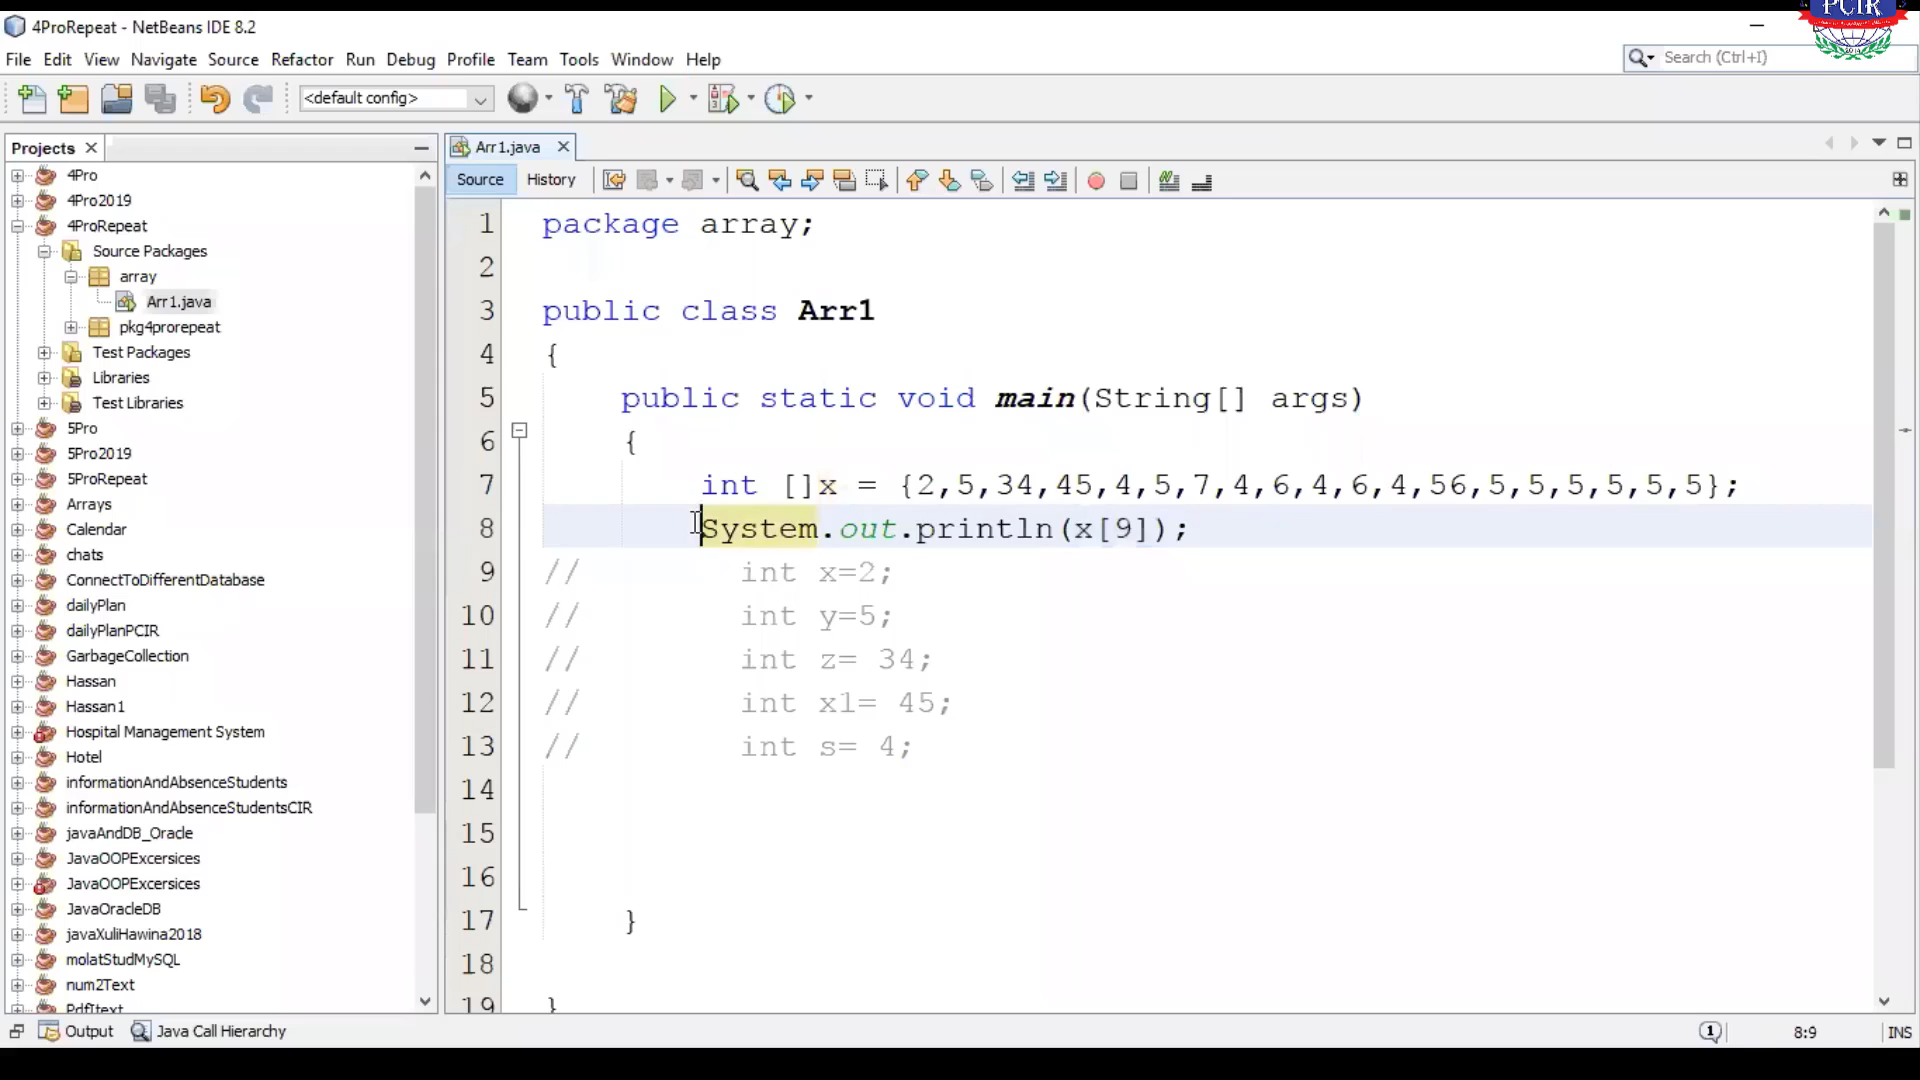 PCIR
2014
4ProRepeat - NetBeans IDE 8.2
File Edit View Navigate Source Refactor Run Debug Profile Team Tools Window Help
Search (Ctrl+I)
<default config>
Projects
Arr1.java
Source History
4Pro
4Pro2019
4ProRepeat
Source Packages
array
Arr1.java
pkg4prorepeat
Test Packages
Libraries
Test Libraries
5Pro
5Pro2019
5ProRepeat
Arrays
Calendar
chats
ConnectToDifferentDatabase
dailyPlan
dailyPlanPCIR
GarbageCollection
Hassan
Hassan1
Hospital Management System
Hotel
informationAndAbsenceStudents
informationAndAbsenceStudentsCIR
javaAndDB_Oracle
JavaOOPExcersices
JavaOOPExcersices
JavaOracleDB
javaXuliHawina2018
molatStudMySQL
num2Text
PdfItext
1 package array;
2
3 public class Arr1
4 {
5 public static void main(String[] args)
6 {
7 int []x = {2,5,34,45,4,5,7,4,6,4,6,4,56,5,5,5,5,5,5};
8 System.out.println(x[9]);
9 // int x=2;
10 // int y=5;
11 // int z= 34;
12 // int x1= 45;
13 // int s= 4;
14
15
16
17 }
18
19 }
Output Java Call Hierarchy
1
8:9 INS